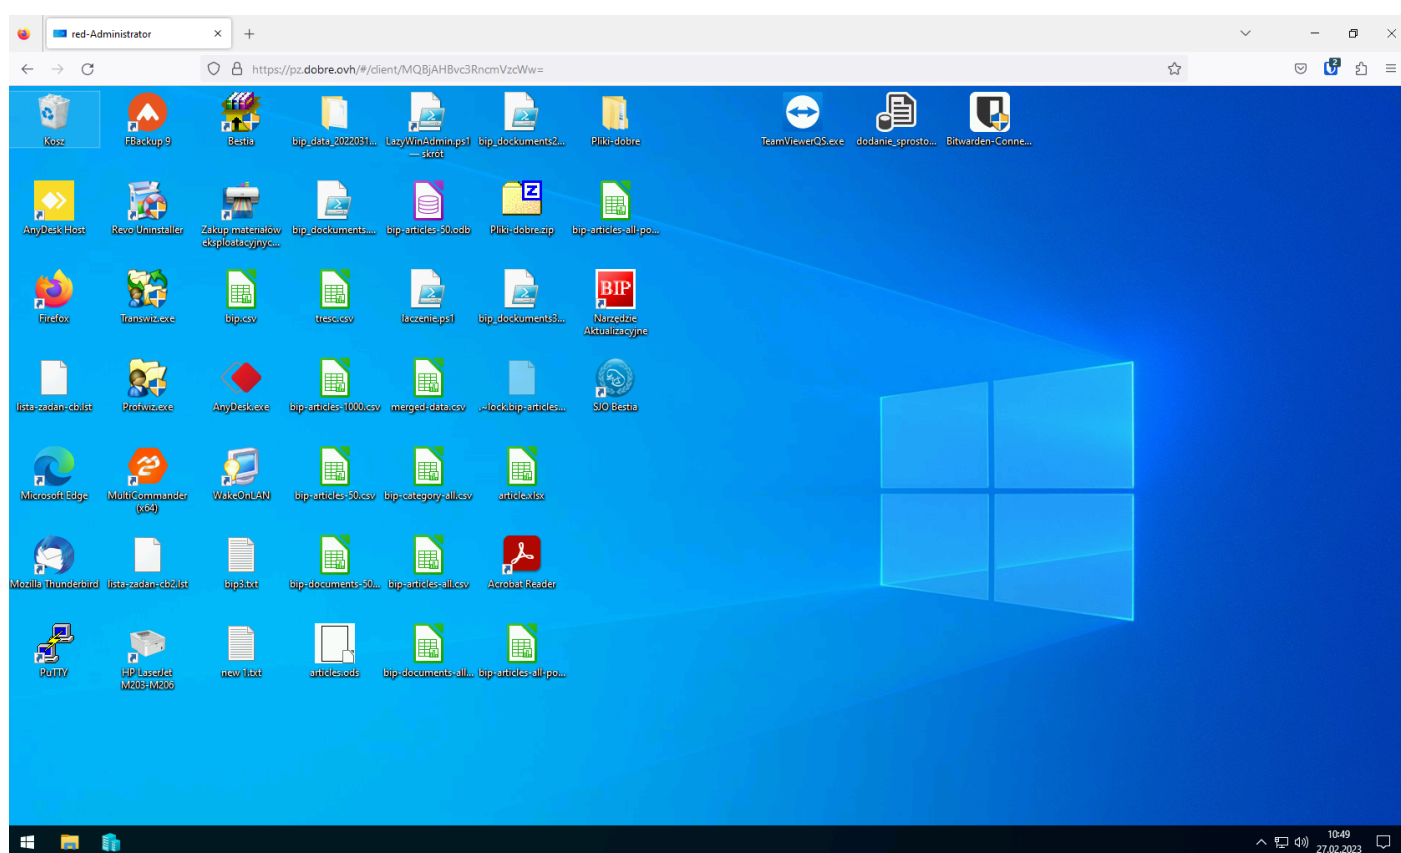 red-Administrator
https://pz.dobre.ovh/#/client/MQBjAHBvc3RncmVzcWw=
2
Kosz
FBackup 9
Bestia
bip_data_2022031...
LazyWinAdmin.ps1
— skrót
bip_dockuments2...
Pliki-dobre
TeamViewerQS.exe
dodanie_sprosto...
Bitwarden-Conne...
AnyDesk Host
Revo Uninstaller
Zakup materiałów
eksploatacyjnyc...
bip_dockuments....
bip-articles-50.odb
Z
Pliki-dobre.zip
bip-articles-all-po...
Firefox
Transwiz.exe
bip.csv
tresc.csv
laczenie.ps1
bip_dockuments3...
BIP
Narzędzie
Aktualizacyjne
lista-zadan-cb.lst
Profwiz.exe
AnyDesk.exe
bip-articles-1000.csv
merged-data.csv
.~lock.bip-articles...
SJO Bestia
Microsoft Edge
MultiCommander
(x64)
WakeOnLAN
bip-articles-50.csv
bip-category-all.csv
article.xlsx
Mozilla Thunderbird
lista-zadan-cb2.lst
bip3.txt
bip-documents-50...
bip-articles-all.csv
Acrobat Reader
PuTTY
HP LaserJet
M203-M206
new 1.txt
articles.ods
bip-documents-all...
bip-articles-all-po...
10:49
27.02.2023